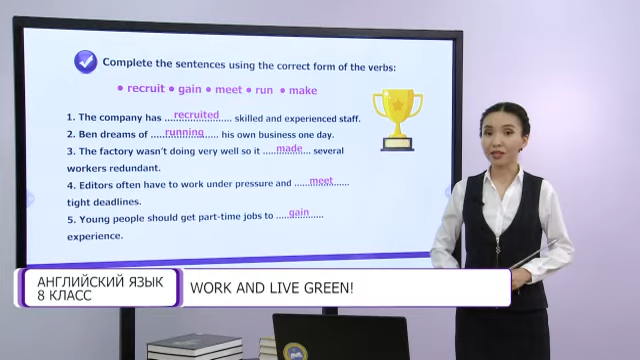 Complete the sentences using the correct form of the verbs:
• recruit • gain • meet • run • make
1. The company has ...recruited... skilled and experienced staff.
2. Ben dreams of ...running... his own business one day.
3. The factory wasn't doing very well so it ...made... several
workers redundant.
4. Editors often have to work under pressure and ...meet...
tight deadlines.
5. Young people should get part-time jobs to ...gain...
experience.
АНГЛИЙСКИЙ ЯЗЫК
8 КЛАСС
WORK AND LIVE GREEN!